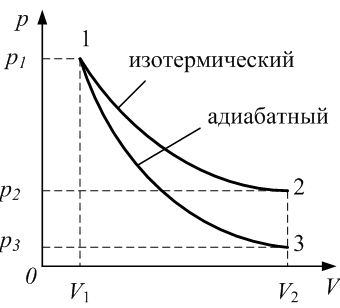 p
1
p1
изотермический
адиабатный
2
p2
3
p3
0
V1
V2
V